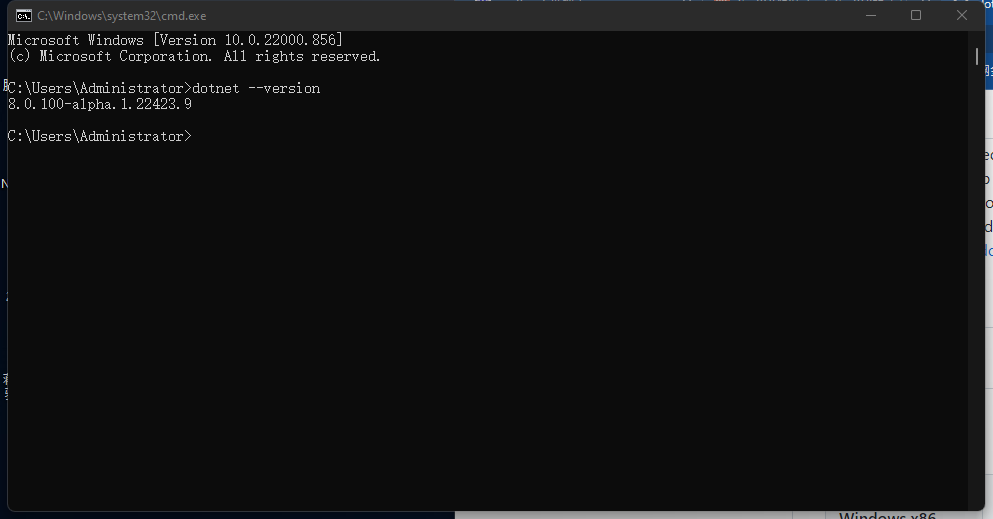 C:\Windows\system32\cmd.exe
Microsoft Windows [Version 10.0.22000.856]
(c) Microsoft Corporation. All rights reserved.
C:\Users\Administrator>dotnet --version
8.0.100-alpha.1.22423.9
C:\Users\Administrator>
Windows x86